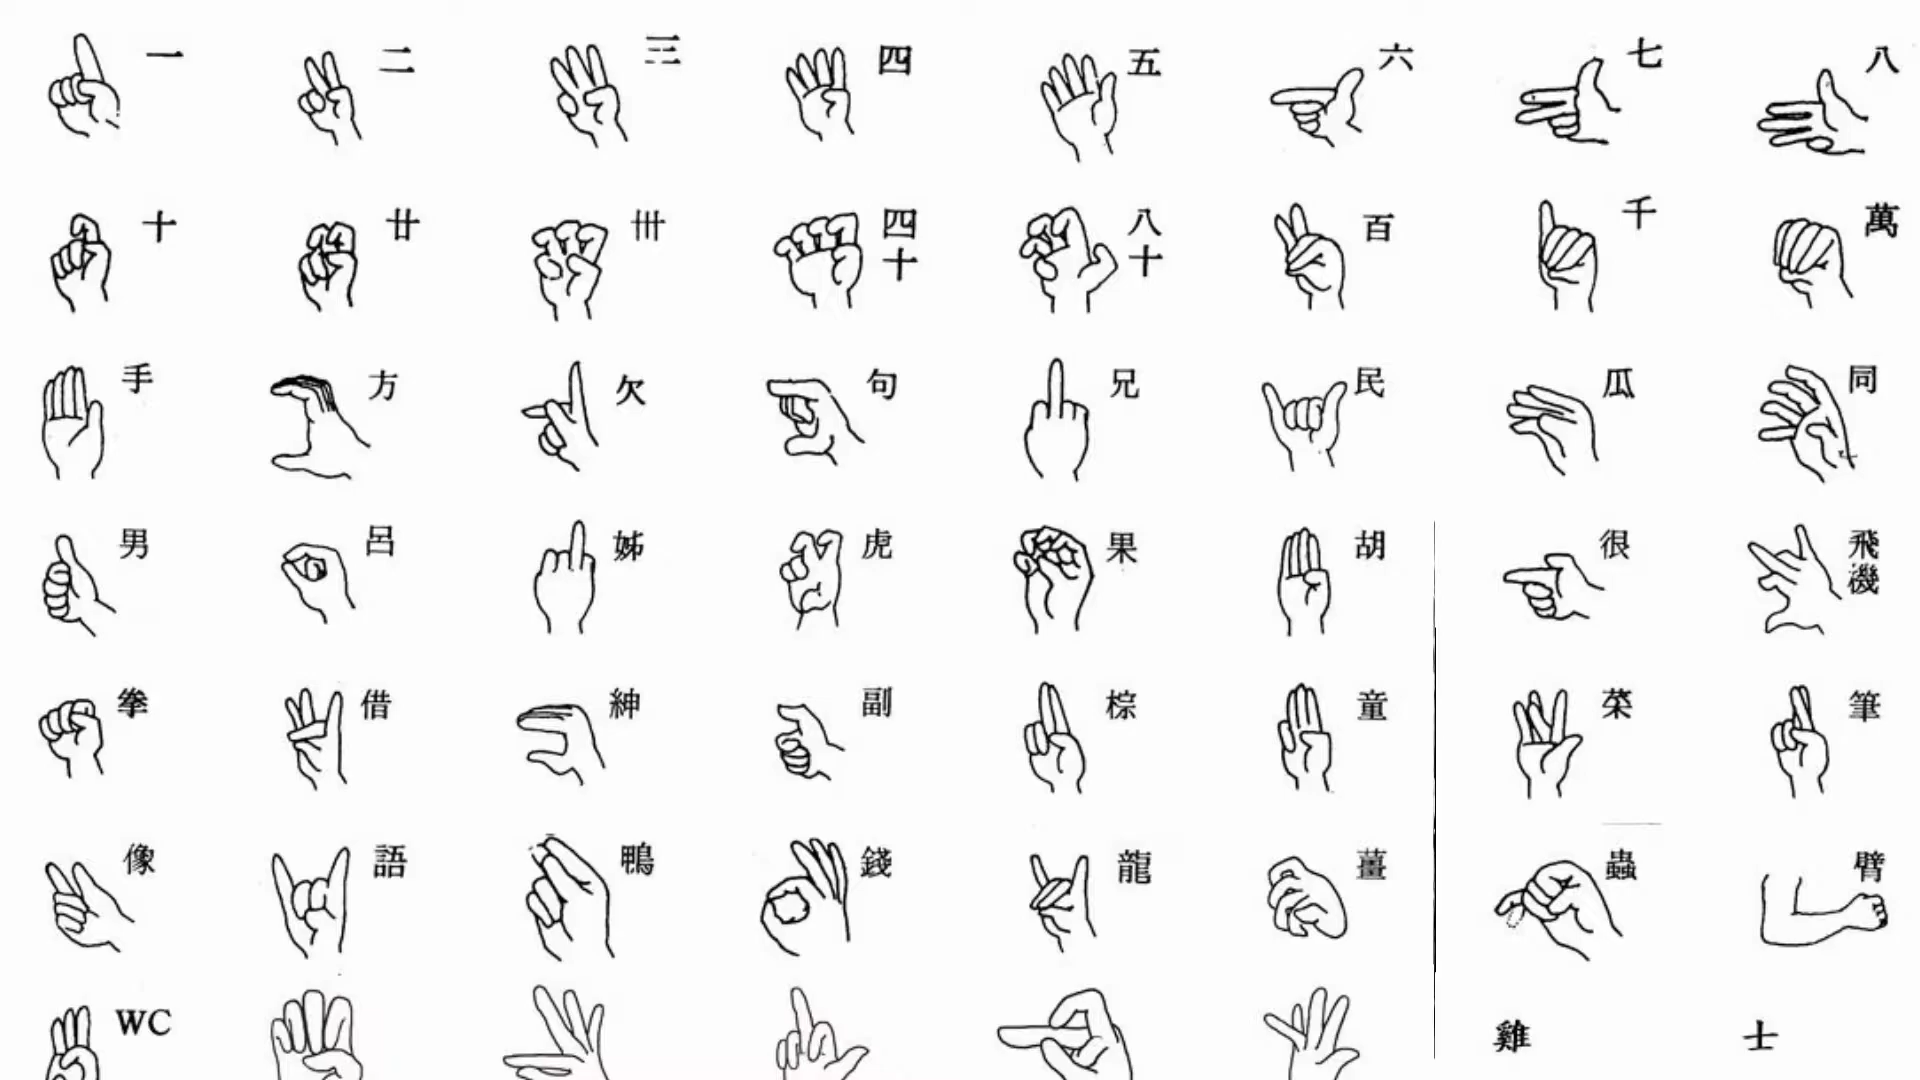 一 二 三 四 五 六 七 八
十 廿 卅 四十 八十 百 千 萬
手 方 欠 句 兄 民 瓜 同
男 呂 姊 虎 果 胡 很 飛機
拳 借 紳 副 棕 童 菜 筆
像 語 鴨 錢 龍 薑 蟲 臂
WC 雞 士